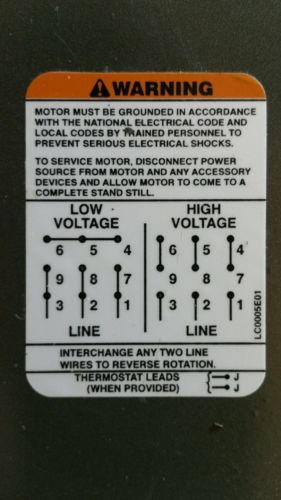 WARNING
MOTOR MUST BE GROUNDED IN ACCORDANCE
WITH THE NATIONAL ELECTRICAL CODE AND
LOCAL CODES BY TRAINED PERSONNEL TO
PREVENT SERIOUS ELECTRICAL SHOCKS.
TO SERVICE MOTOR, DISCONNECT POWER
SOURCE FROM MOTOR AND ANY ACCESSORY
DEVICES AND ALLOW MOTOR TO COME TO A
COMPLETE STAND STILL.
LOW
VOLTAGE
6 5 4
9 8 7
3 2 1
LINE
HIGH
VOLTAGE
6 5 4
9 8 7
3 2 1
LINE
LC0005E01
INTERCHANGE ANY TWO LINE
WIRES TO REVERSE ROTATION.
THERMOSTAT LEADS J
(WHEN PROVIDED) J